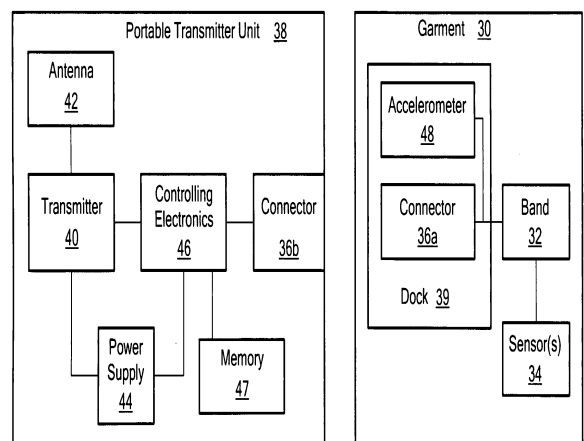 Portable Transmitter Unit 38
Antenna
42
Transmitter
40
Controlling
Electronics
46
Connector
36b
Power
Supply
44
Memory
47
Garment 30
Accelerometer
48
Connector
36a
Dock 39
Band
32
Sensor(s)
34